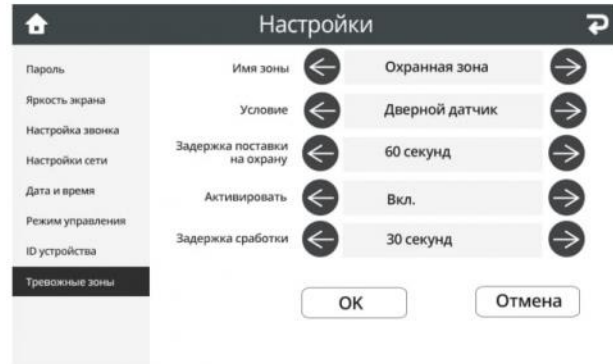 Настройки
Пароль
Яркость экрана
Настройка звонка
Настройки сети
Дата и время
Режим управления
ID устройства
Тревожные зоны
Имя зоны
Охранная зона
Условие
Дверной датчик
Задержка поставки
на охрану
60 секунд
Активировать
Вкл.
Задержка сработки
30 секунд
OK
Отмена